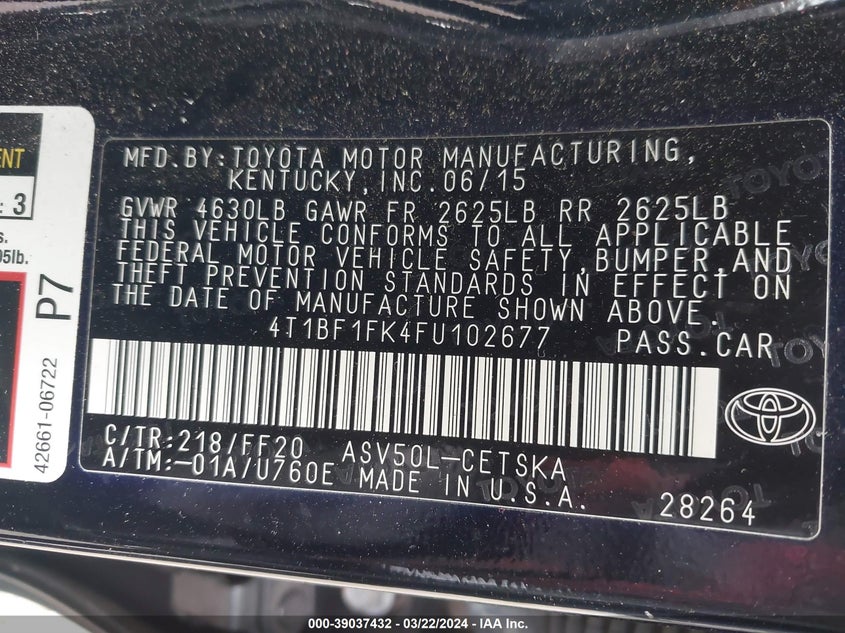 ENT
: 3
s.
95lb.
P7
42661-06722
MFD.BY:TOYOTA MOTOR MANUFACTURING,
KENTUCKY,INC.06/15
GVWR 4630LB GAWR FR 2625LB RR 2625LB
THIS VEHICLE CONFORMS TO ALL APPLICABLE
FEDERAL MOTOR VEHICLE SAFETY,BUMPER,AND
THEFT PREVENTION STANDARDS IN EFFECT ON
THE DATE OF MANUFACTURE SHOWN ABOVE.
4T1BF1FK4FU102677 PASS.CAR
C/TR:218/FF20 ASV50L-CETSKA
A/TM:-01A/U760E MADE IN U.S.A.
28264
000-39037432 - 03/22/2024 - IAA Inc.